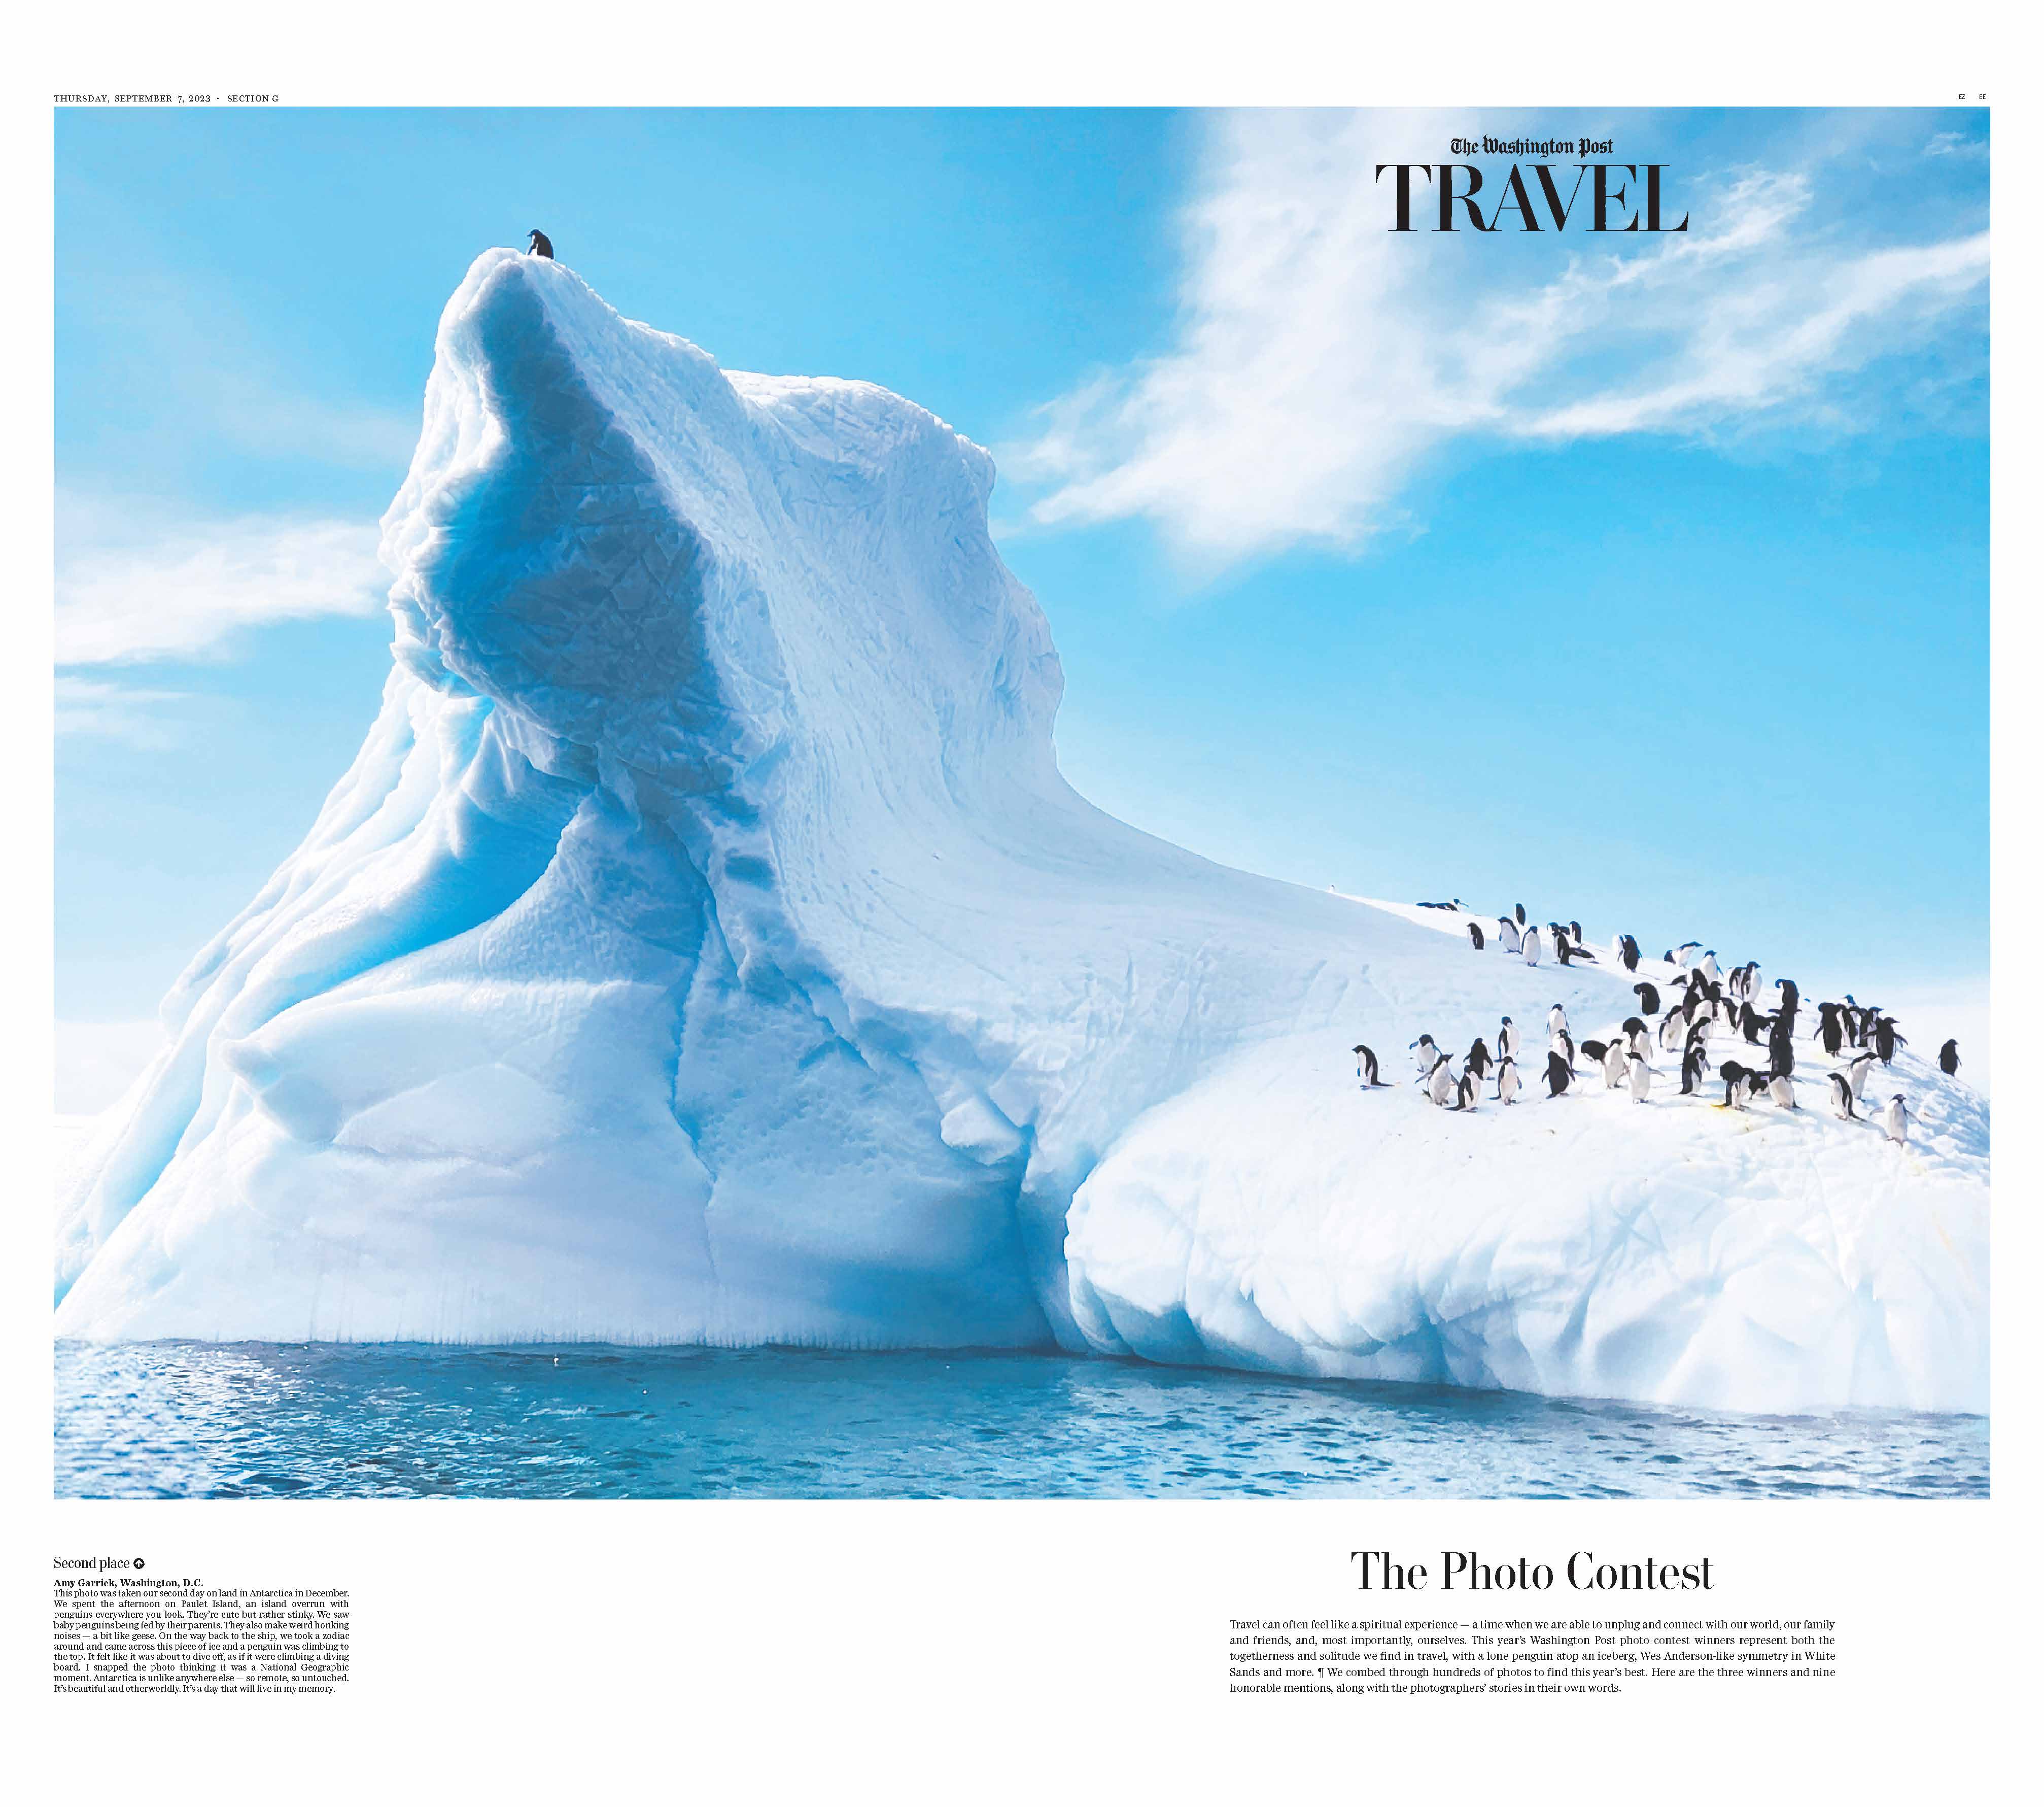 THURSDAY, SEPTEMBER 7, 2023 · SECTION G
EZ EE
The Washington Post
TRAVEL
Second place
Amy Garrick, Washington, D.C.
This photo was taken our second day on land in Antarctica in December.
We spent the afternoon on Paulet Island, an island overrun with
penguins everywhere you look. They're cute but rather stinky. We saw
baby penguins being fed by their parents. They also make weird honking
noises — a bit like geese. On the way back to the ship, we took a zodiac
around and came across this piece of ice and a penguin was climbing to
the top. It felt like it was about to dive off, as if it were climbing a diving
board. I snapped the photo thinking it was a National Geographic
moment. Antarctica is unlike anywhere else — so remote, so untouched.
It's beautiful and otherworldly. It's a day that will live in my memory.
The Photo Contest
Travel can often feel like a spiritual experience — a time when we are able to unplug and connect with our world, our family
and friends, and, most importantly, ourselves. This year's Washington Post photo contest winners represent both the
togetherness and solitude we find in travel, with a lone penguin atop an iceberg, Wes Anderson-like symmetry in White
Sands and more. ¶ We combed through hundreds of photos to find this year's best. Here are the three winners and nine
honorable mentions, along with the photographers' stories in their own words.